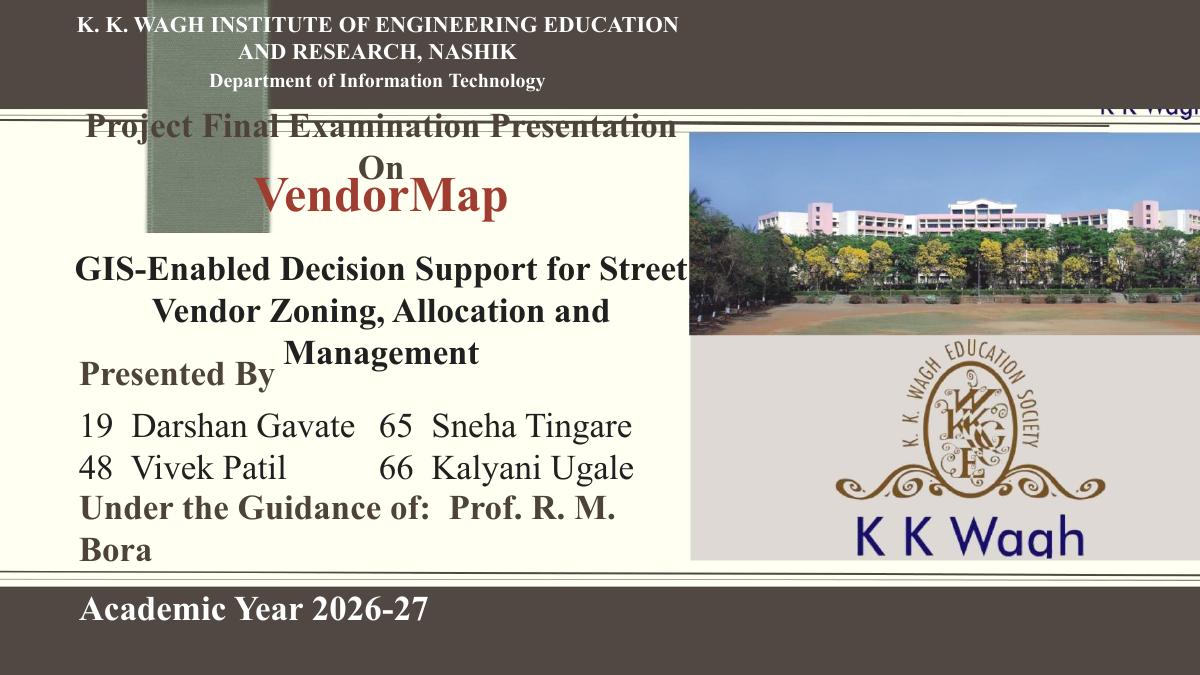 K. K. WAGH INSTITUTE OF ENGINEERING EDUCATION
AND RESEARCH, NASHIK
Department of Information Technology
K K Wagh
Project Final Examination Presentation
On
VendorMap
GIS-Enabled Decision Support for Street
Vendor Zoning, Allocation and
Management
Presented By
19 Darshan Gavate 65 Sneha Tingare
48 Vivek Patil 66 Kalyani Ugale
Under the Guidance of: Prof. R. M.
Bora
K. K. WAGH EDUCATION SOCIETY
K K Wagh
Academic Year 2026-27